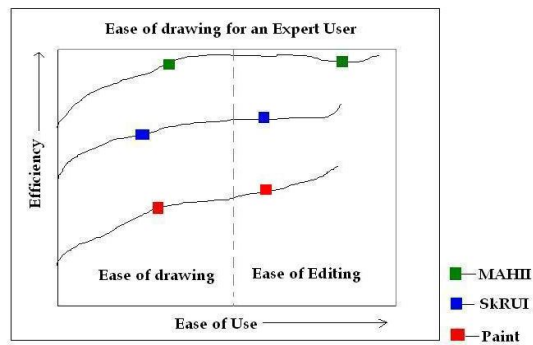 Ease of drawing for an Expert User
Efficiency
Ease of drawing
Ease of Editing
Ease of Use
MAHII
SkRUI
Paint